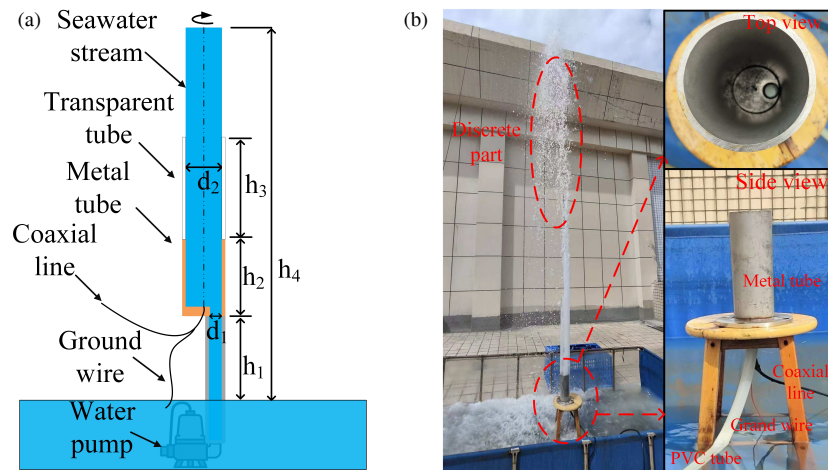 (a)
Seawater
stream
Transparent
tube
Metal
tube
Coaxial
line
Ground
wire
Water
pump
d₂
d₁
h₃
h₂
h₁
h₄
(b)
Discrete
part
Top view
Side view
Metal tube
Coaxial
line
Grand wire
PVC tube